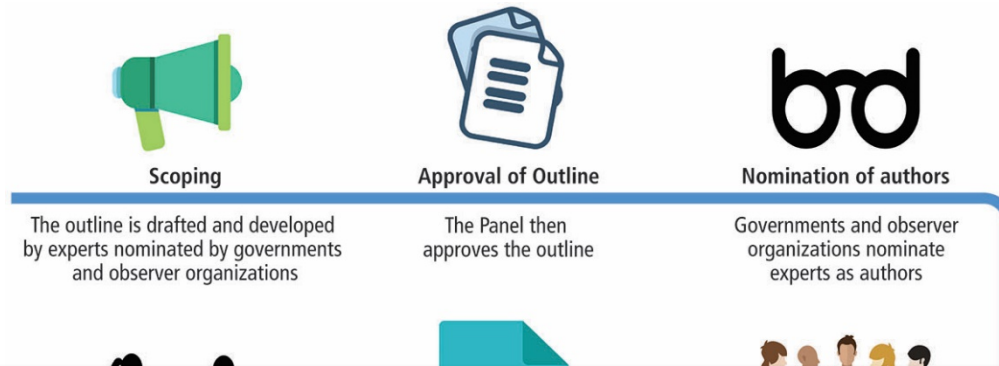 Scoping
Approval of Outline
Nomination of authors
The outline is drafted and developed
by experts nominated by governments
and observer organizations
The Panel then
approves the outline
Governments and observer
organizations nominate
experts as authors